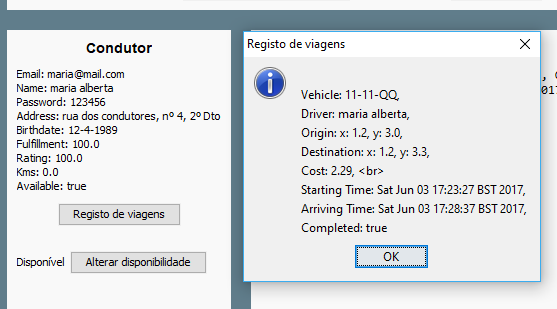 Condutor
Email: maria@mail.com
Name: maria alberta
Password: 123456
Address: rua dos condutores, nº 4, 2º Dto
Birthdate: 12-4-1989
Fulfillment: 100.0
Rating: 100.0
Kms: 0.0
Available: true
Registo de viagens
Disponível
Alterar disponibilidade
Registo de viagens
Vehicle: 11-11-QQ,
Driver: maria alberta,
Origin: x: 1.2, y: 3.0,
Destination: x: 1.2, y: 3.3,
Cost: 2.29, <br>
Starting Time: Sat Jun 03 17:23:27 BST 2017,
Arriving Time: Sat Jun 03 17:28:37 BST 2017,
Completed: true
OK